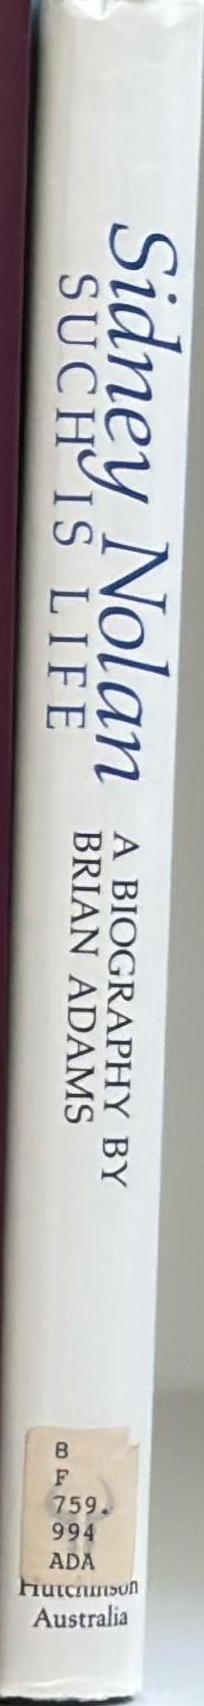 Sidney Nolan
SUCH IS LIFE
A BIOGRAPHY BY
BRIAN ADAMS
B
F
759.
994
ADA
Hutchinson
Australia